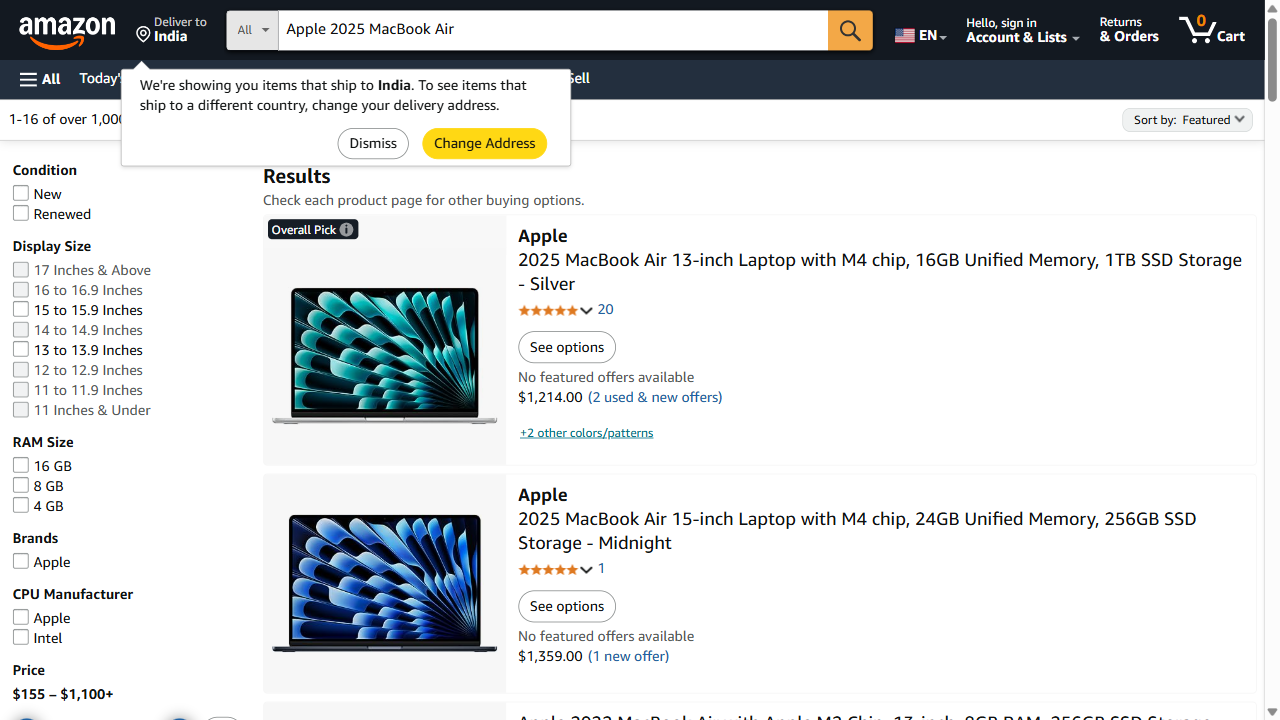 amazon
Deliver to
India
All
Apple 2025 MacBook Air
EN
Hello, sign in
Account & Lists
Returns
& Orders
0
Cart
All
Today'
Sell
We're showing you items that ship to India. To see items that
ship to a different country, change your delivery address.
Dismiss
Change Address
1-16 of over 1,000
Sort by: Featured
Condition
New
Renewed
Display Size
17 Inches & Above
16 to 16.9 Inches
15 to 15.9 Inches
14 to 14.9 Inches
13 to 13.9 Inches
12 to 12.9 Inches
11 to 11.9 Inches
11 Inches & Under
RAM Size
16 GB
8 GB
4 GB
Brands
Apple
CPU Manufacturer
Apple
Intel
Price
$155 – $1,100+
Results
Check each product page for other buying options.
Overall Pick
Apple
2025 MacBook Air 13-inch Laptop with M4 chip, 16GB Unified Memory, 1TB SSD Storage
- Silver
20
See options
No featured offers available
$1,214.00 (2 used & new offers)
+2 other colors/patterns
Apple
2025 MacBook Air 15-inch Laptop with M4 chip, 24GB Unified Memory, 256GB SSD
Storage - Midnight
1
See options
No featured offers available
$1,359.00 (1 new offer)